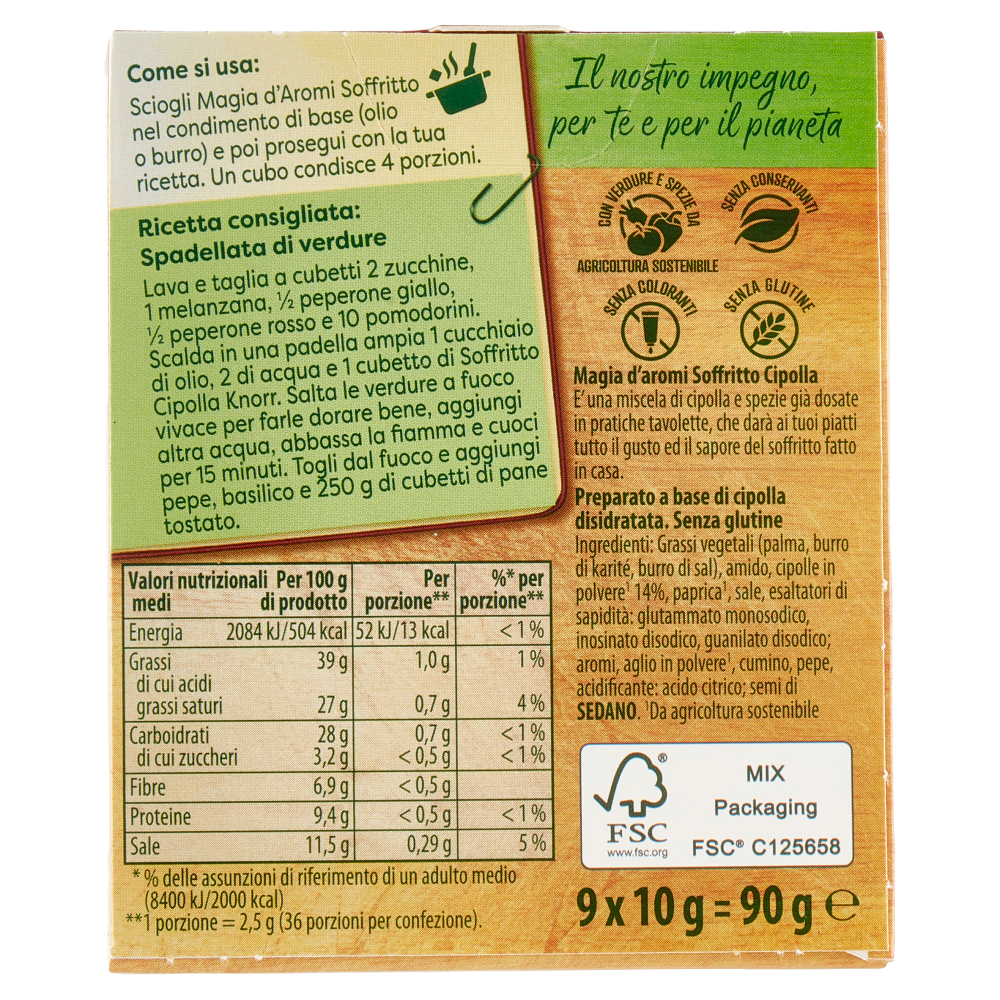 Come si usa:
Sciogli Magia d'Aromi Soffritto
nel condimento di base (olio
o burro) e poi prosegui con la tua
ricetta. Un cubo condisce 4 porzioni.
Ricetta consigliata:
Spadellata di verdure
Lava e taglia a cubetti 2 zucchine,
1 melanzana, ½ peperone giallo,
½ peperone rosso e 10 pomodorini.
Scalda in una padella ampia 1 cucchiaio
di olio, 2 di acqua e 1 cubetto di Soffritto
Cipolla Knorr. Salta le verdure a fuoco
vivace per farle dorare bene, aggiungi
altra acqua, abbassa la fiamma e cuoci
per 15 minuti. Togli dal fuoco e aggiungi
pepe, basilico e 250 g di cubetti di pane
tostato.
Valori nutrizionali Per 100 g Per %* per
medi di prodotto porzione** porzione**
Energia 2084 kJ/504 kcal 52 kJ/13 kcal <1%
Grassi 39 g 1,0 g 1%
di cui acidi
grassi saturi 27 g 0,7 g 4%
Carboidrati 28 g 0,7 g <1%
di cui zuccheri 3,2 g <0,5 g <1%
Fibre 6,9 g <0,5 g
Proteine 9,4 g <0,5 g <1%
Sale 11,5 g 0,29 g 5%
*% delle assunzioni di riferimento di un adulto medio
(8400 kJ/2000 kcal)
**1 porzione = 2,5 g (36 porzioni per confezione).
Il nostro impegno,
per te e per il pianeta
CON VERDURE E SPEZIE DA
AGRICOLTURA SOSTENIBILE
SENZA CONSERVANTI
SENZA COLORANTI
SENZA GLUTINE
Magia d'aromi Soffritto Cipolla
E' una miscela di cipolla e spezie già dosate
in pratiche tavolette, che darà ai tuoi piatti
tutto il gusto ed il sapore del soffritto fatto
in casa.
Preparato a base di cipolla
disidratata. Senza glutine
Ingredienti: Grassi vegetali (palma, burro
di karité, burro di sal), amido, cipolle in
polvere¹ 14%, paprica¹, sale, esaltatori di
sapidità: glutammato monosodico,
inosinato disodico, guanilato disodico;
aromi, aglio in polvere¹, cumino, pepe,
acidificante: acido citrico; semi di
SEDANO. ¹Da agricoltura sostenibile
®
FSC
www.fsc.org
MIX
Packaging
FSC® C125658
9 x 10 g = 90 g ℮